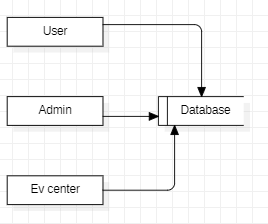 User
Admin
Database
Ev center